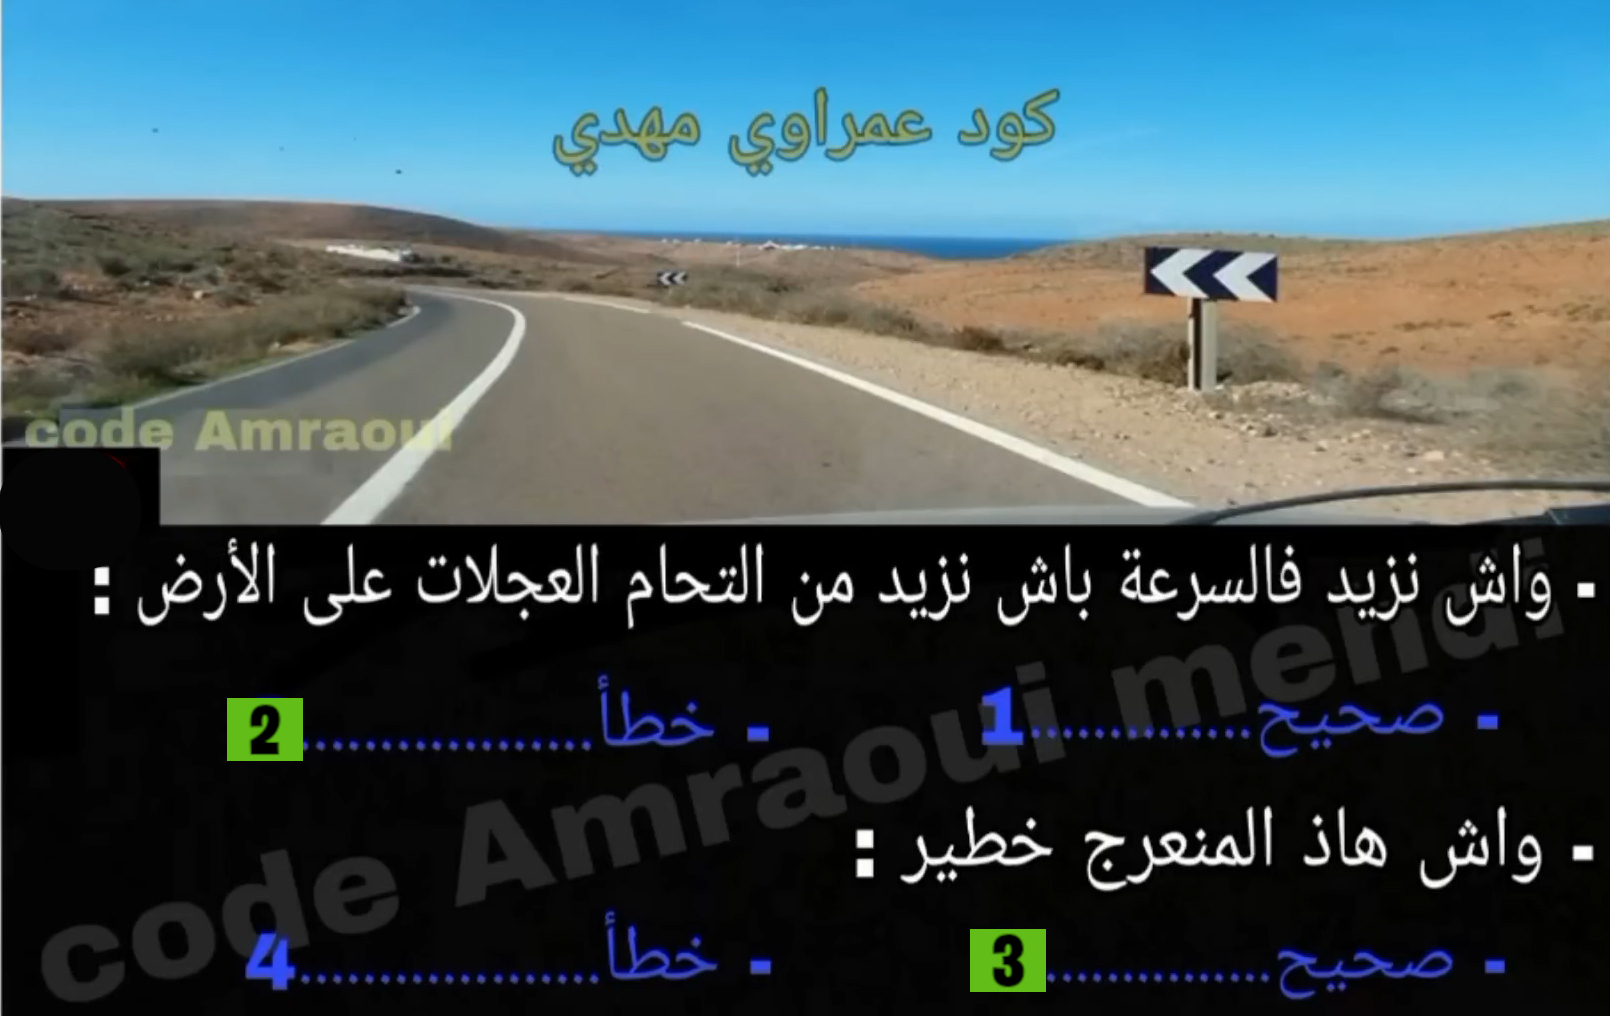 كود عمراوي مهدي
code Amraoui
- واش نزيد فالسرعة باش نزيد من التحام العجلات على الأرض :
- صحيح...............1 - خطأ..................2
- واش هاذ المنعرج خطير :
- صحيح...............3 - خطأ..................4
code Amraoui mehdi